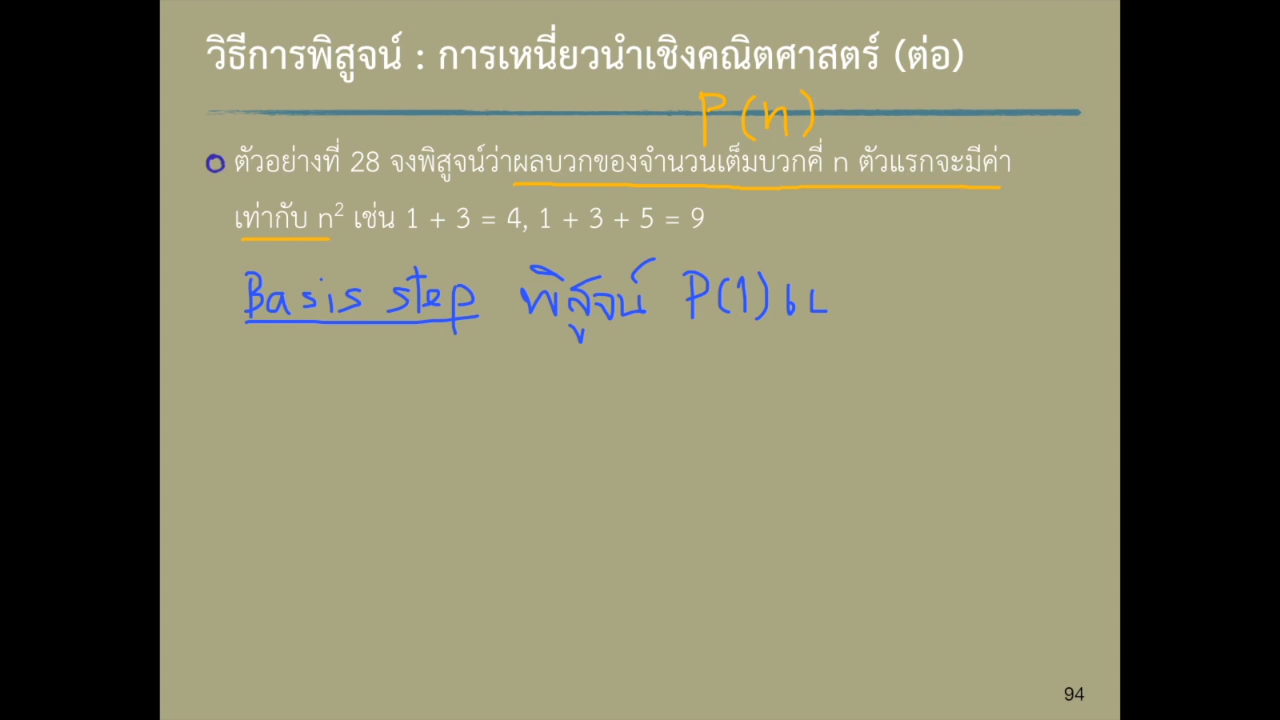 วิธีการพิสูจน์ : การเหนี่ยวนำเชิงคณิตศาสตร์ (ต่อ)
P(n)
ตัวอย่างที่ 28 จงพิสูจน์ว่าผลบวกของจำนวนเต็มบวกคี่ n ตัวแรกจะมีค่า
เท่ากับ n² เช่น 1 + 3 = 4, 1 + 3 + 5 = 9
Basis step พิสูจน์ P(1)
94